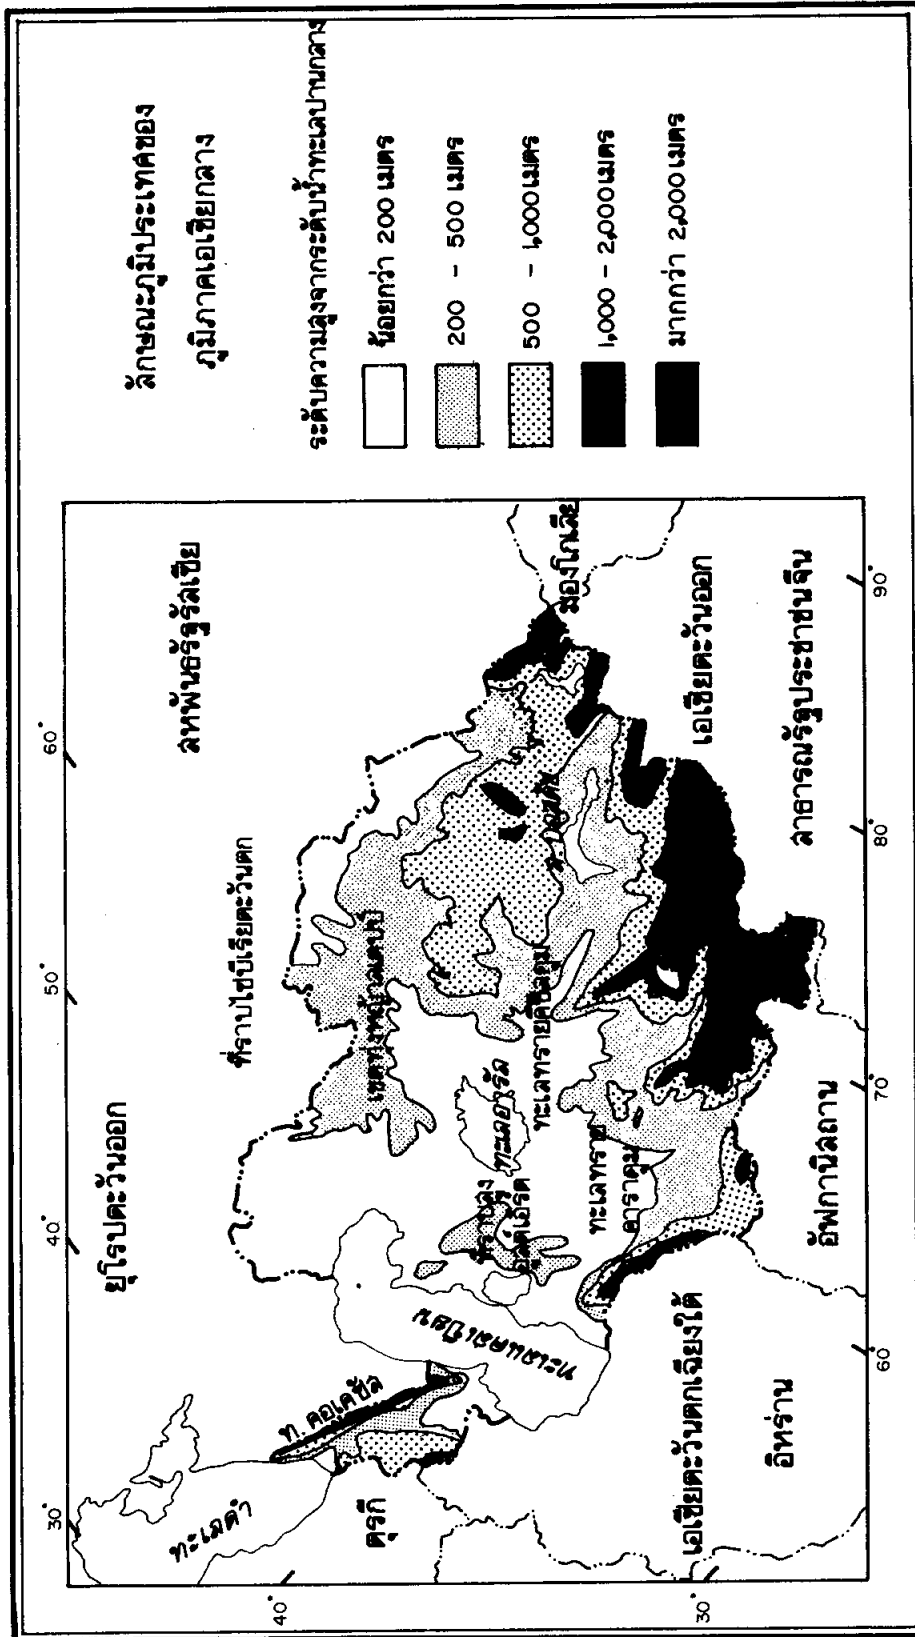 ลักษณะภูมิประเทศของ
ภูมิภาคเอเชียกลาง
ระดับความสูงจากระดับน้ำทะเลปานกลาง
น้อยกว่า 200 เมตร
200 - 500 เมตร
500 - 1,000 เมตร
1,000 - 2,000 เมตร
มากกว่า 2,000 เมตร
30°
40°
50°
60°
ยุโรปตะวันออก
ที่ราบไซบีเรียตะวันตก
สหพันธรัฐรัสเซีย
ทะเลดำ
ท. คอเคซัส
ทะเลแคสเปียน
ตุรกี
ทะเลอารัล
ทะเลทรายคีซิลคุม
ทะเลทราย
คาราคุม
มองโกเลีย
เอเชียตะวันออก
สาธารณรัฐประชาชนจีน
เอเชียตะวันตกเฉียงใต้
อิหร่าน
อัฟกานิสถาน
40°
30°
60°
70°
80°
90°